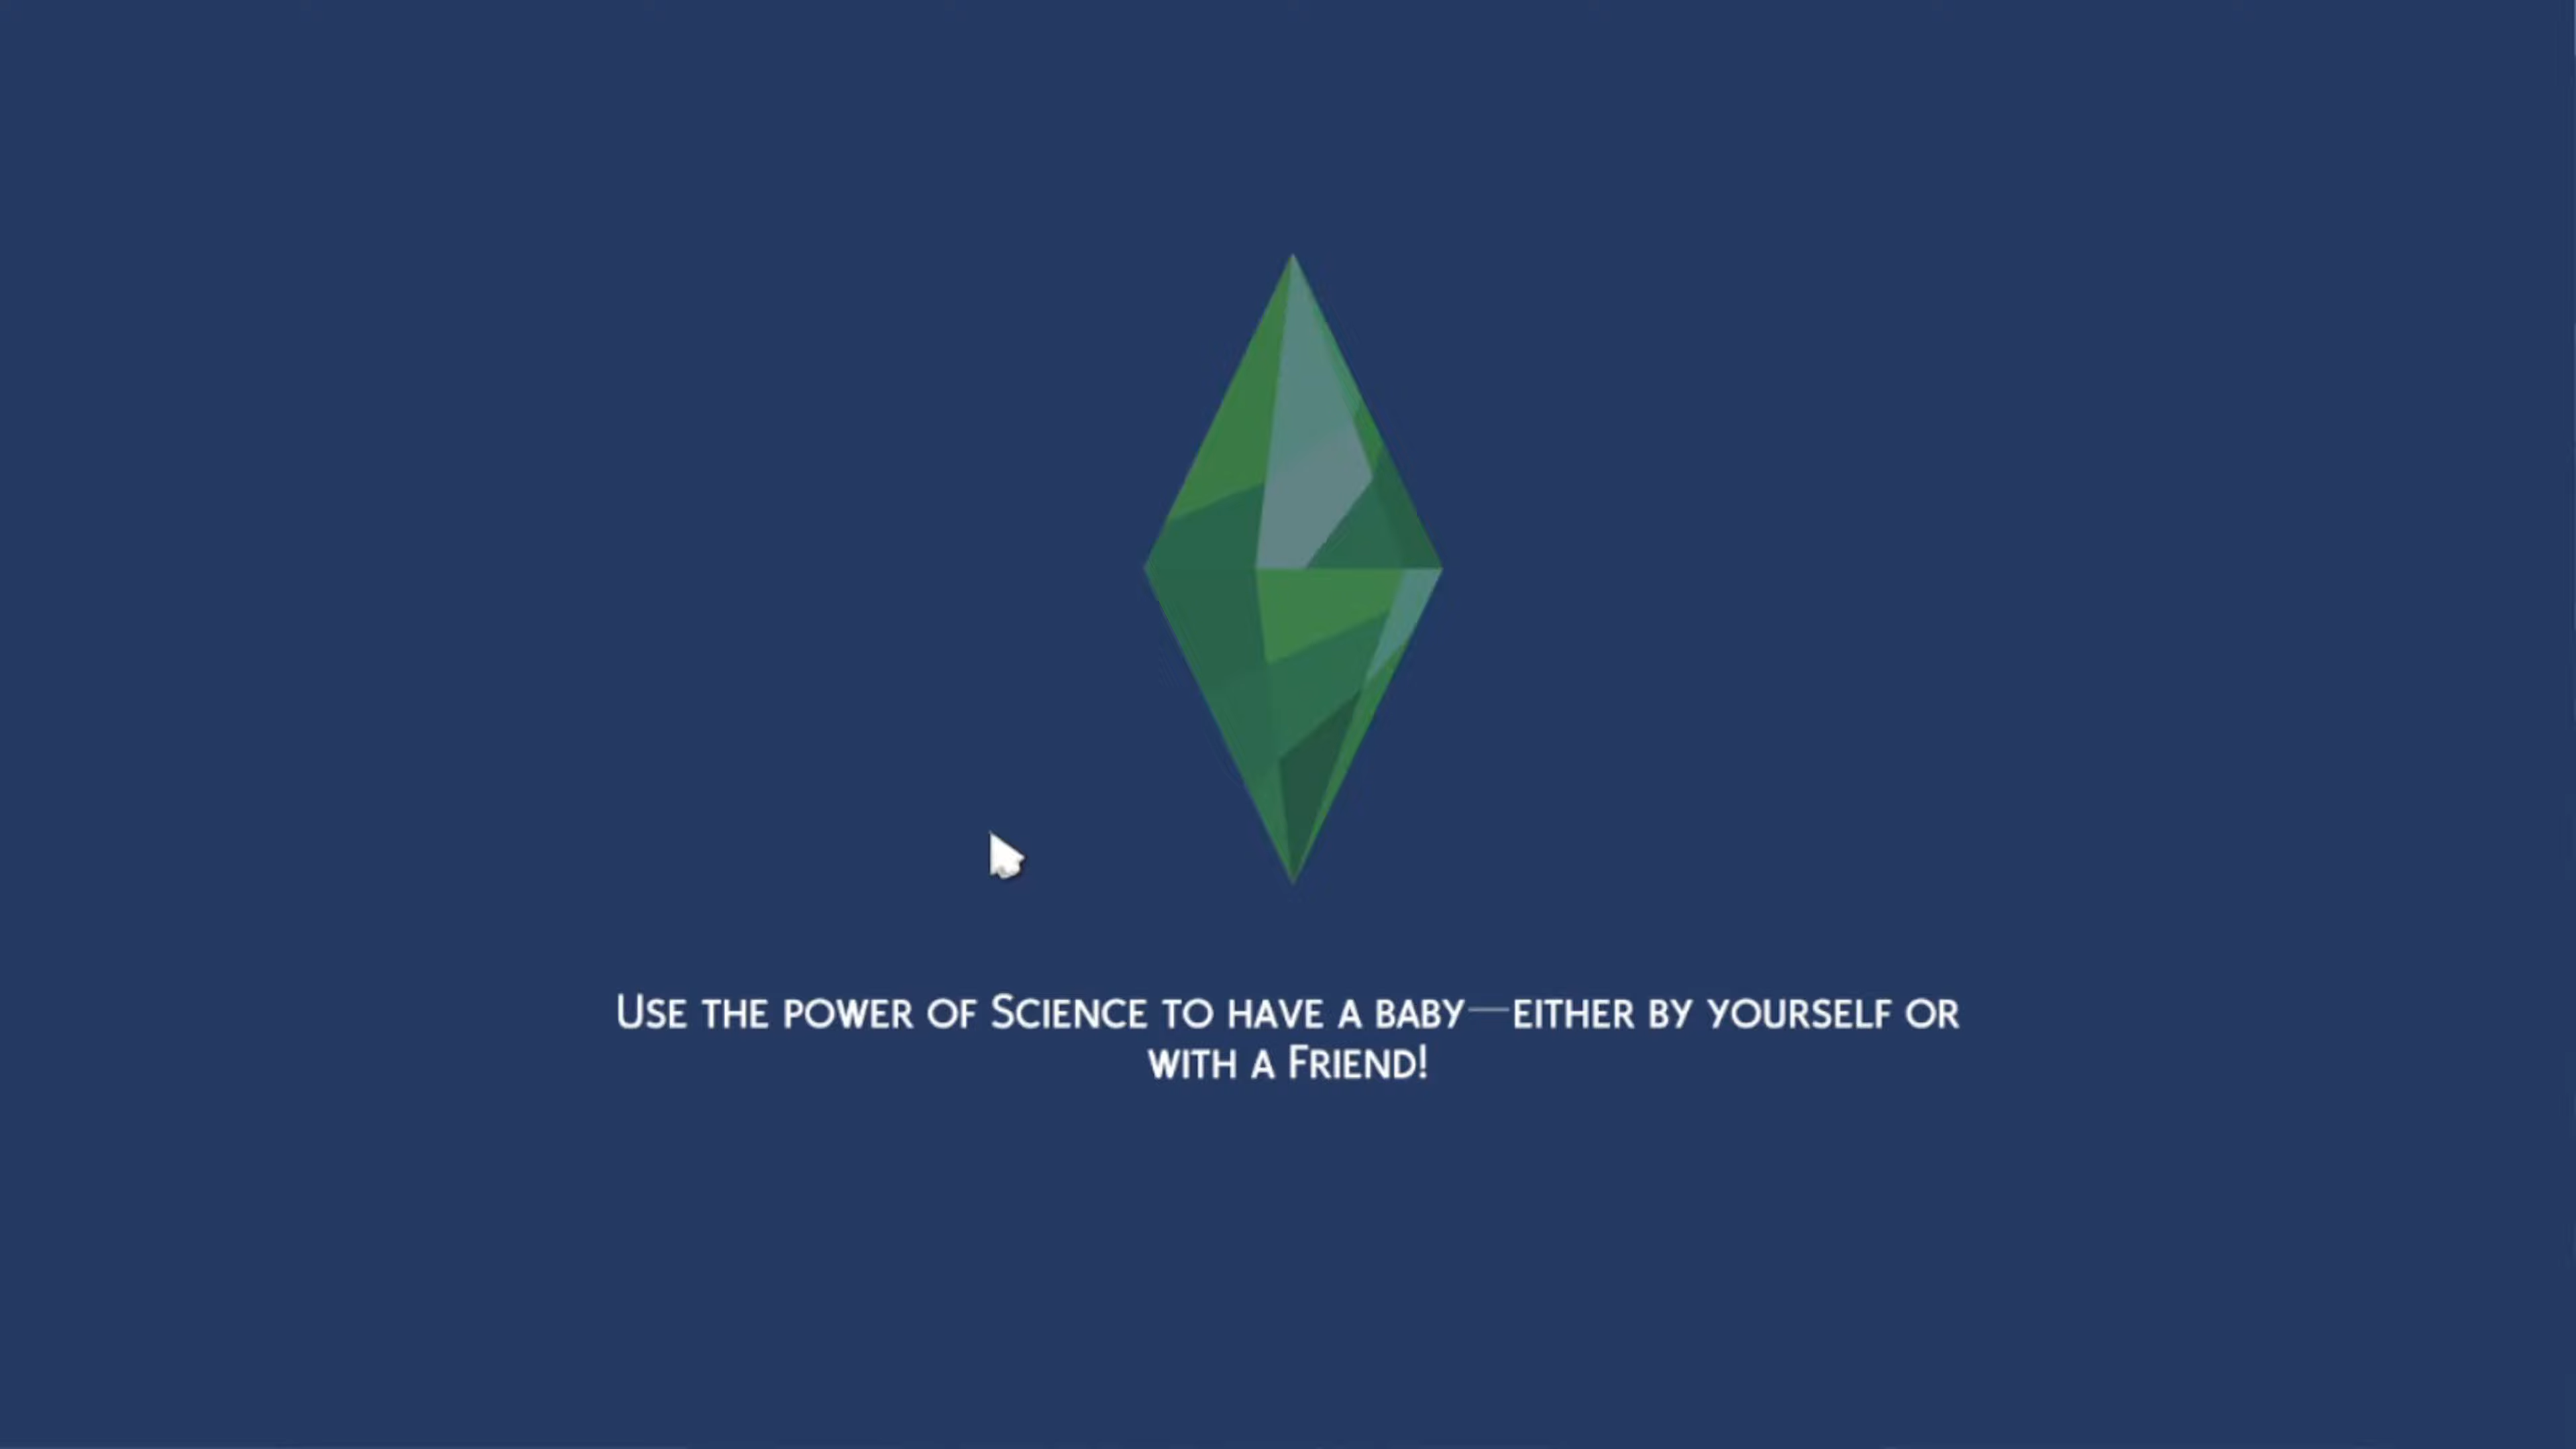 Use the power of Science to have a baby—either by yourself or
with a Friend!